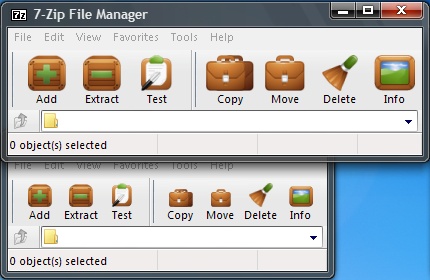 7z 7-Zip File Manager
File Edit View Favorites Tools Help
Add Extract Test Copy Move Delete Info
0 object(s) selected
File Edit View Favorites Tools Help
Add Extract Test Copy Move Delete Info
0 object(s) selected